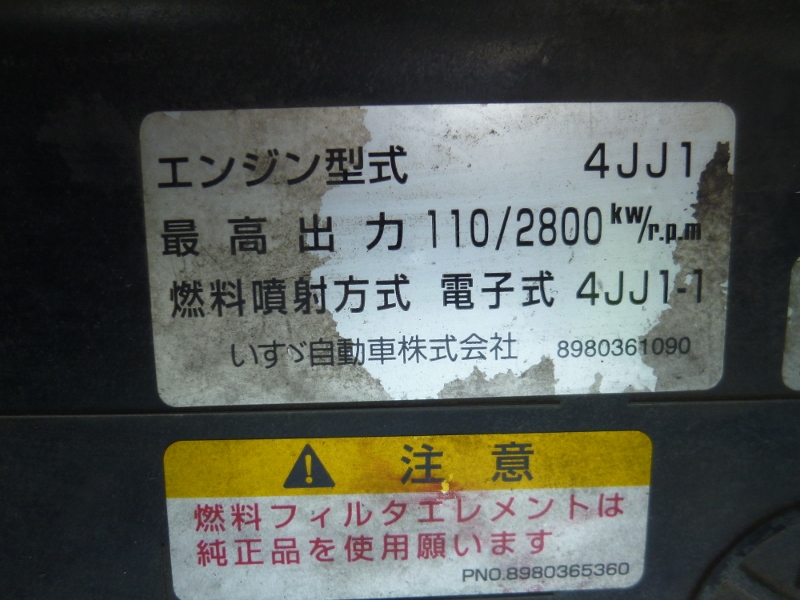 エンジン型式 4JJ1
最高出力 110/2800 kw/r.p.m
燃料噴射方式 電子式 4JJ1-1
いすゞ自動車株式会社 8980361090
注意
燃料フィルタエレメントは
純正品を使用願います
PNO.8980365360